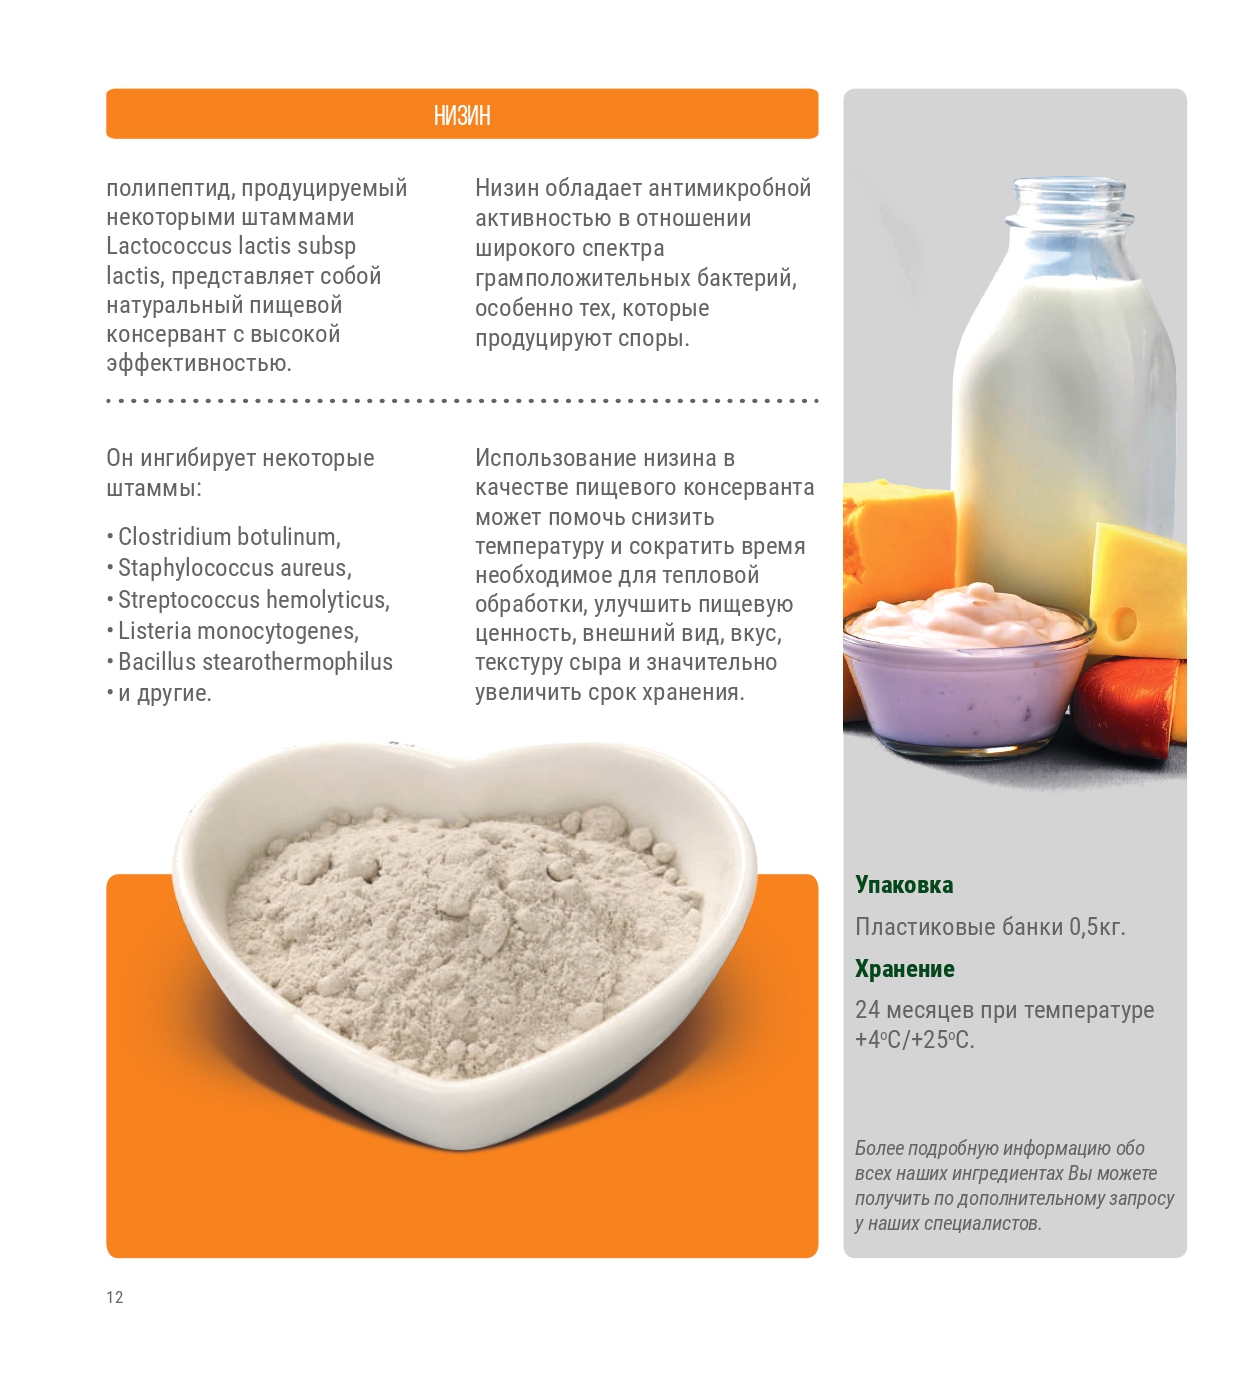 НИЗИН
полипептид, продуцируемый
некоторыми штаммами
Lactococcus lactis subsp
lactis, представляет собой
натуральный пищевой
консервант с высокой
эффективностью.
Низин обладает антимикробной
активностью в отношении
широкого спектра
грамположительных бактерий,
особенно тех, которые
продуцируют споры.
Он ингибирует некоторые
штаммы:
• Clostridium botulinum,
• Staphylococcus aureus,
• Streptococcus hemolyticus,
• Listeria monocytogenes,
• Bacillus stearothermophilus
• и другие.
Использование низина в
качестве пищевого консерванта
может помочь снизить
температуру и сократить время
необходимое для тепловой
обработки, улучшить пищевую
ценность, внешний вид, вкус,
текстуру сыра и значительно
увеличить срок хранения.
Упаковка
Пластиковые банки 0,5кг.
Хранение
24 месяцев при температуре
+4ºС/+25ºС.
Более подробную информацию обо
всех наших ингредиентах Вы можете
получить по дополнительному запросу
у наших специалистов.
12